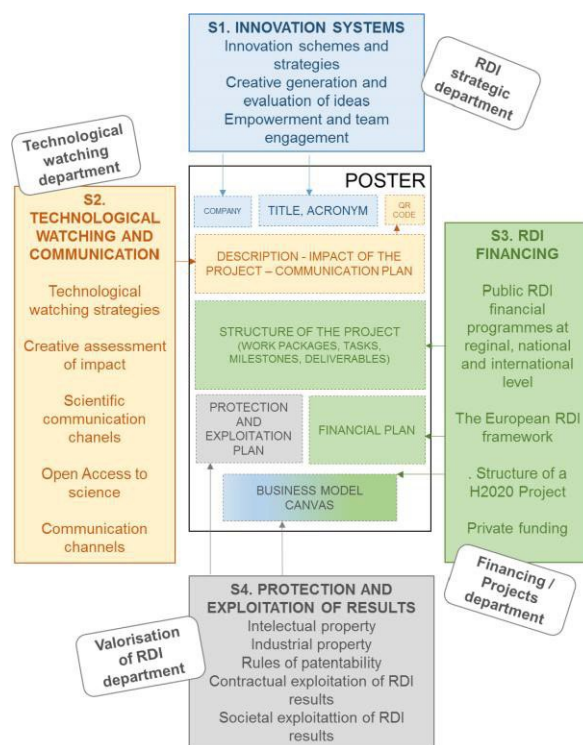 S1. INNOVATION SYSTEMS
Innovation schemes and
strategies
Creative generation and
evaluation of ideas
Empowerment and team
engagement
RDI
strategic
department
Technological
watching
department
S2.
TECHNOLOGICAL
WATCHING AND
COMMUNICATION
Technological
watching strategies
Creative assessment
of impact
Scientific
communication
chanels
Open Access to
science
Communication
channels
POSTER
COMPANY
TITLE, ACRONYM
QR
CODE
DESCRIPTION - IMPACT OF THE
PROJECT – COMMUNICATION PLAN
STRUCTURE OF THE PROJECT
(WORK PACKAGES, TASKS,
MILESTONES, DELIVERABLES)
PROTECTION
AND
EXPLOITATION
PLAN
FINANCIAL PLAN
BUSINESS MODEL
CANVAS
S3. RDI
FINANCING
Public RDI
financial
programmes at
reginal, national
and international
level
The European RDI
framework
. Structure of a
H2020 Project
Private funding
Financing /
Projects
department
S4. PROTECTION AND
EXPLOITATION OF RESULTS
Intelectual property
Industrial property
Rules of patentability
Contractual exploitation of RDI
results
Societal exploitattion of RDI
results
Valorisation
of RDI
department